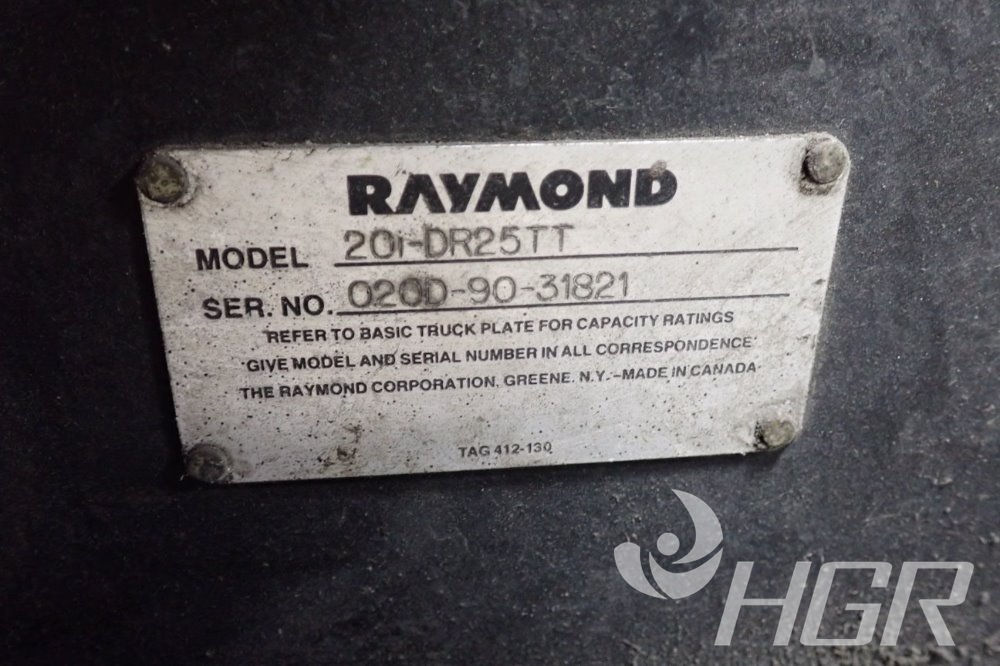 RAYMOND
MODEL 20i-DR25TT
SER. NO. 020D-90-31821
REFER TO BASIC TRUCK PLATE FOR CAPACITY RATINGS
GIVE MODEL AND SERIAL NUMBER IN ALL CORRESPONDENCE
THE RAYMOND CORPORATION, GREENE, N.Y.-MADE IN CANADA
TAG 412-130
HGR